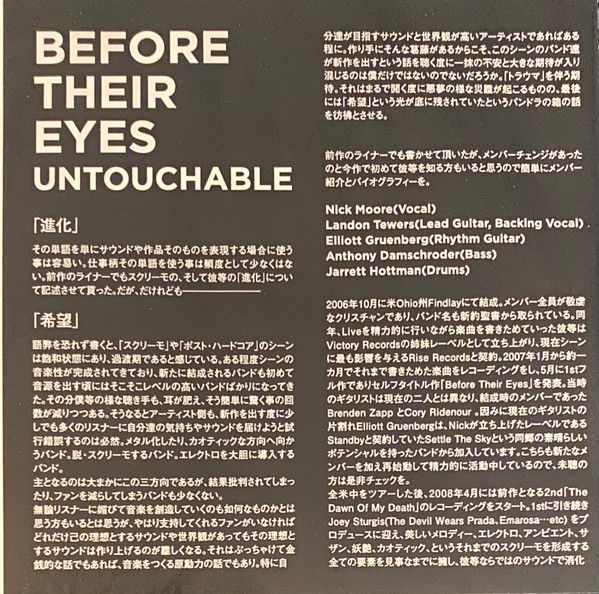 BEFORE
THEIR
EYES
UNTOUCHABLE
「進化」
その単語を単にサウンドや作品そのものを表現する場合に使う
事は容易い。仕事柄その単語を使う事は頻度として少なくはな
い。前作のライナーでもスクリーモの、そして彼等の「進化」につい
て記述させて貰った。だが、だけれども――――――
「希望」
語弊を恐れず書くと、「スクリーモ」や「ポスト・ハードコア」のシーン
は飽和状態にあり、過渡期であると感じている。ある程度シーンの
音楽性が完成されてきており、新たに結成されるバンドも初めて
音源を出す頃にはそこそこレベルの高いバンドばかりになってき
た。その分僕等の様な聴き手も、耳が肥え、そう簡単に驚く事の回
数が減りつつある。そうなるとアーティスト側も、新作を出す度に少
しでも多くのリスナーに自分達の気持ちやサウンドを届けようと試
行錯誤するのは必然。メタル化したり、カオティックな方向へ向か
うバンド。脱・スクリーモするバンド。エレクトロを大胆に導入する
バンド。
主となるのは大まかにこの三方向であるが、結果批判されてしまっ
たり、ファンを減らしてしまうバンドも少なくない。
無論リスナーに媚びて音楽を創造していくのも如何なものかとは
思う方もいるとは思うが、やはり支持してくれるファンがいなければ
どれだけ己の理想とするサウンドや世界観があってもその理想と
するサウンドは作り上げるのが難しくなる。それはぶっちゃけて金
銭的な話でもあれば、音楽をつくる原動力の話でもあり。特に自
分達が目指すサウンドと世界観が高いアーティストであればある
程に。作り手にそんな葛藤があるからこそ、このシーンのバンド達
が新作を出すという話を聴く度に一抹の不安と大きな期待が入り
混じるのは僕だけではないのでないだろうか。「トラウマ」を伴う期
待。それはまるで開く度に悪夢の様な災難が起こるものの、最後
には「希望」という光が底に残されていたというパンドラの箱の話
を彷彿とさせる。
前作のライナーでも書かせて頂いたが、メンバーチェンジがあった
のと今作で初めて彼等を知る方もいると思うので簡単にメンバー
紹介とバイオグラフィーを。
Nick Moore(Vocal)
Landon Tewers(Lead Guitar, Backing Vocal) .
Elliott Gruenberg(Rhythm Guitar)
Anthony Damschroder(Bass)
Jarrett Hottman(Drums)
2006年10月に米Ohio州Findlayにて結成。メンバー全員が敬虔
なクリスチャンであり、バンド名も新約聖書から取られている。同
年、Liveを精力的に行いながら楽曲を書きためていった彼等は
Victory Recordsの姉妹レーベルとして立ち上がり、現在シーン
に最も影響を与えるRise Recordsと契約。2007年1月から約一
カ月でそれまで書きためた楽曲をレコーディングをし、5月に1stフ
ル作でありセルフタイトル作「Before Their Eyes」を発表。当時
のギタリストは現在の二人とは異なり、結成時のメンバーであった
Brenden Zapp とCory Ridenour 。因みに現在のギタリストの
片割れElliott Gruenbergは、Nickが立ち上げたレーベルである
Standbyと契約していたSettle The Skyという同郷の素晴らしい
ポテンシャルを持ったバンドから加入しています。こちらも新たなメ
ンバーを加え再始動して精力的に活動中しているので、未聴の
方は是非チェックを。
全米中をツアーした後、2008年4月には前作となる2nd「The
Dawn Of My Death」のレコーディングをスタート。1stに引き続き
Joey Sturgis(The Devil Wears Prada、Emarosa…etc) をプ
ロデュースに迎え、美しいメロディー、エレクトロ、アンビエント、サ
ザン、妖艶、カオティック、というそれまでのスクリーモを形成する
全ての要素を見事なまでに擁し、彼等ならではのサウンドで消化